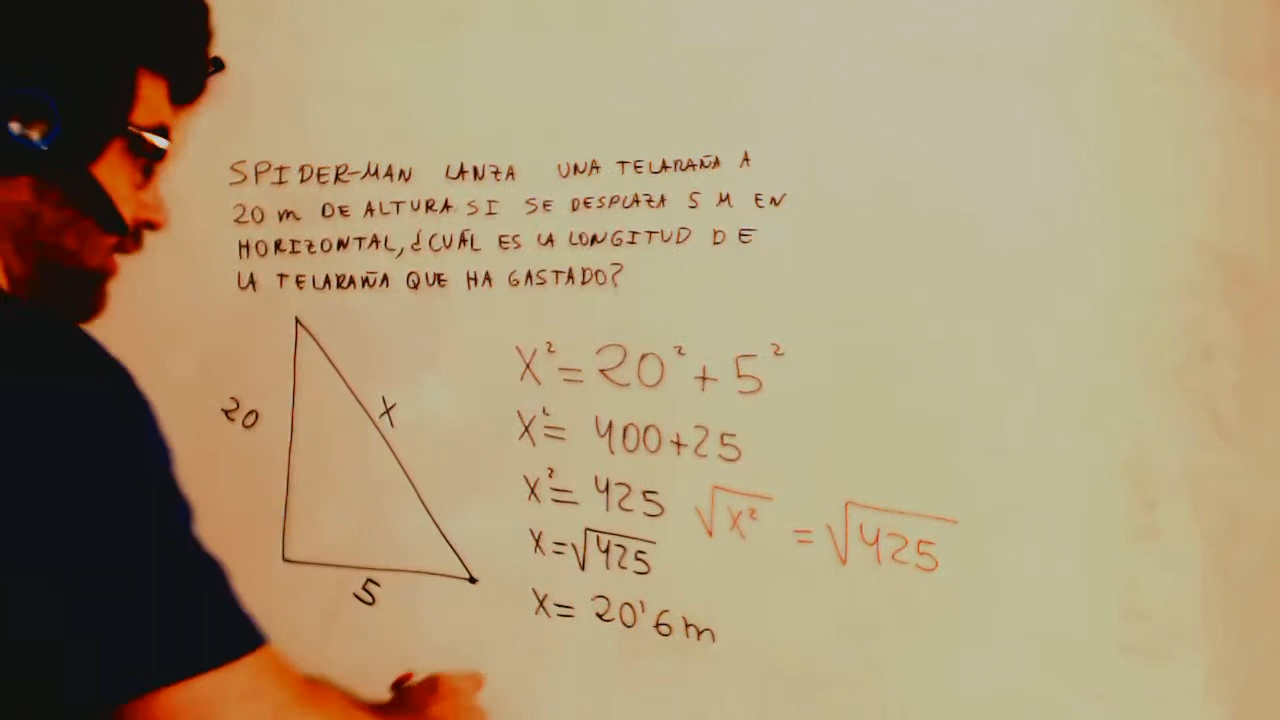 SPIDER-MAN LANZA UNA TELARAÑA A
20 m DE ALTURA. SI SE DESPLAZA 5 M EN
HORIZONTAL, ¿CUÁL ES LA LONGITUD DE
LA TELARAÑA QUE HA GASTADO?
20
X
5
X² = 20² + 5²
X² = 400+25
X² = 425
√X² = √425
X = √425
X = 20'6 m